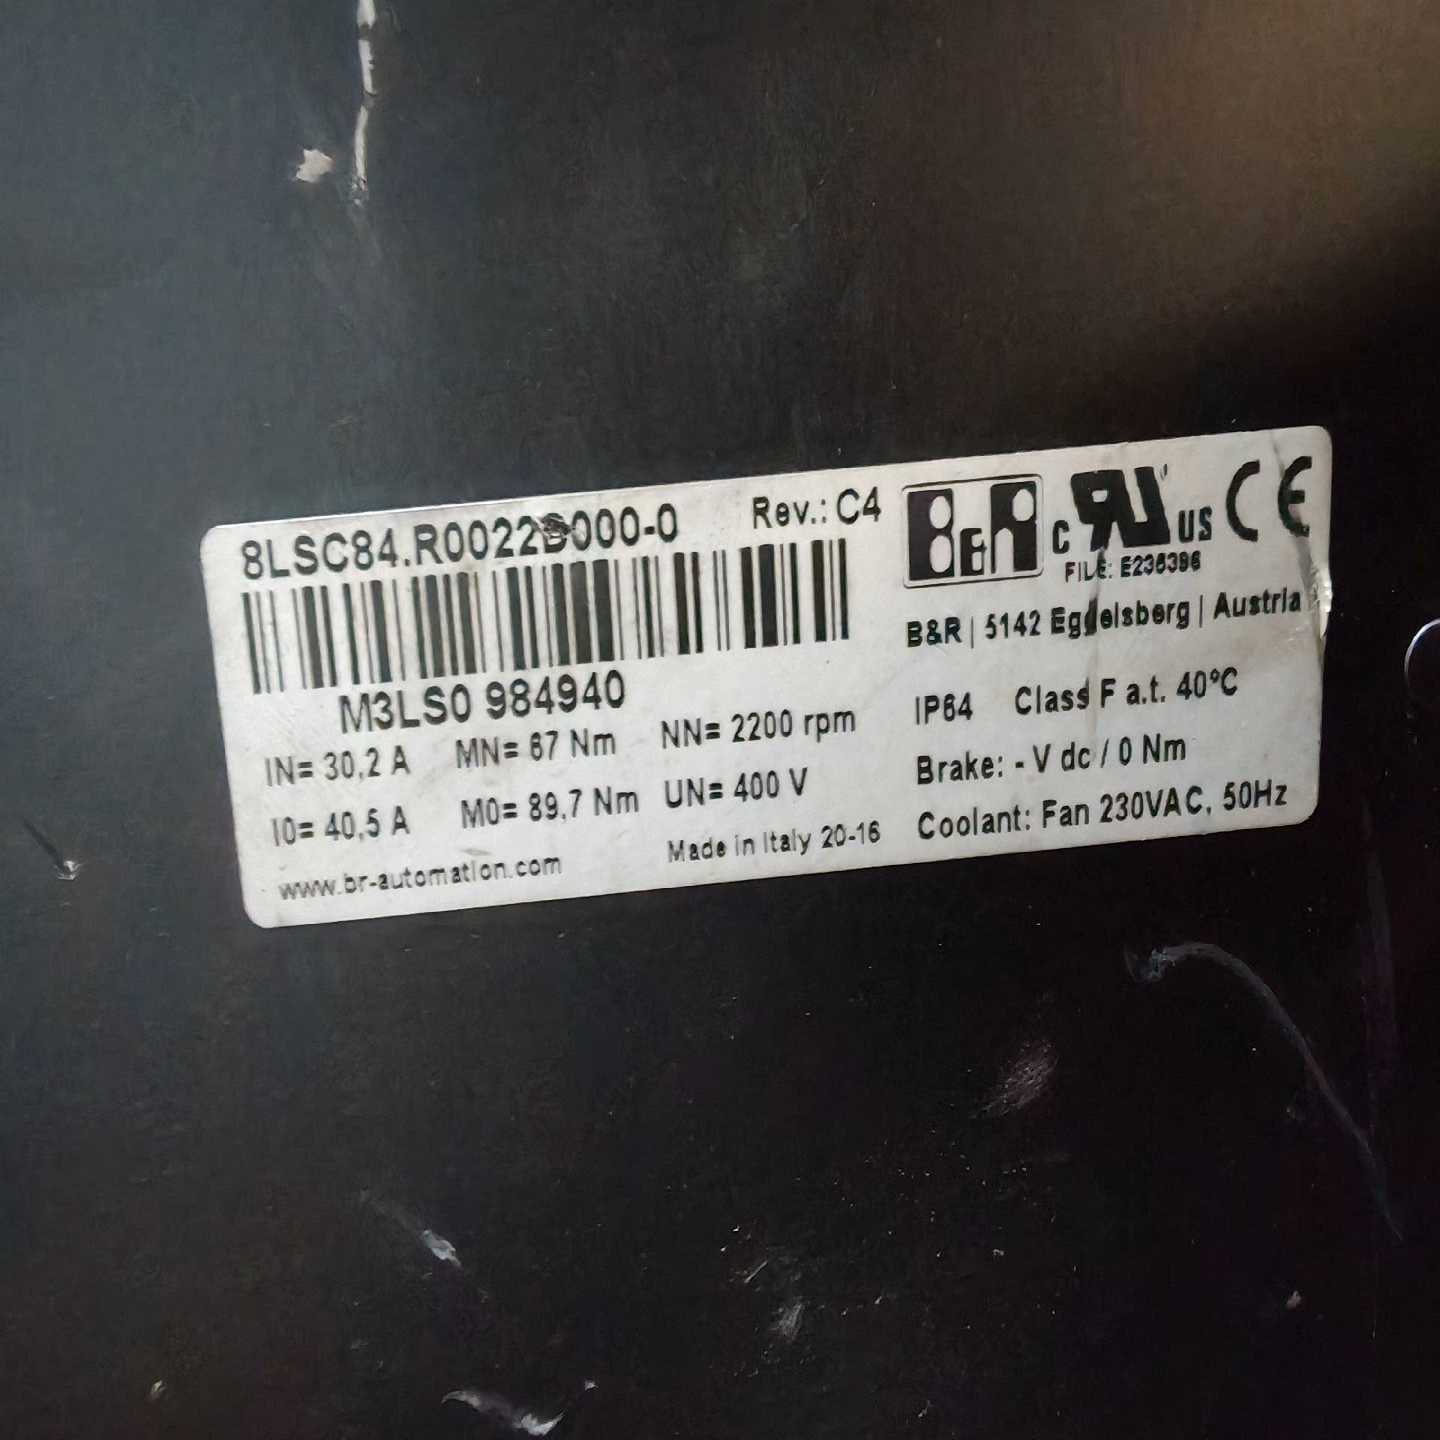 8LSC84.R0022D000-0 Rev.: C4
B&R c RU US CE
FILE: E236396
B&R | 5142 Eggelsberg | Austria
M3LS0 984940
IN= 30,2 A MN= 67 Nm NN= 2200 rpm
I0= 40,5 A M0= 89,7 Nm UN= 400 V
www.br-automation.com Made in Italy 20-16
IP64 Class F a.t. 40°C
Brake: - V dc / 0 Nm
Coolant: Fan 230VAC, 50Hz